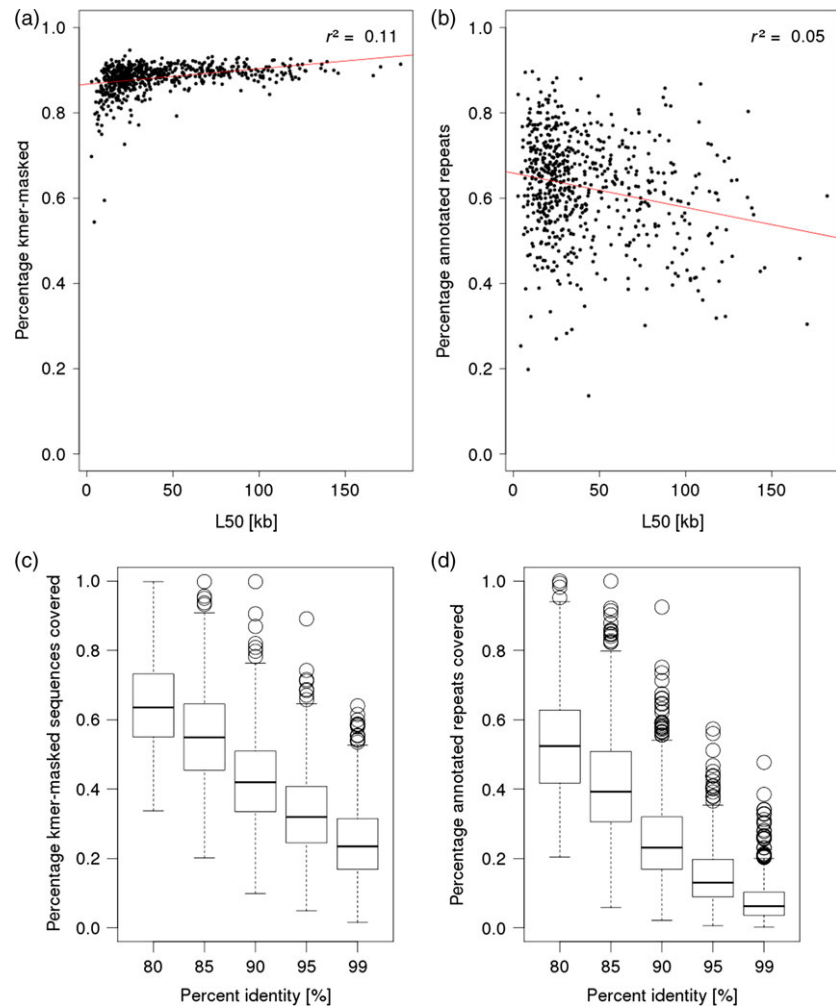 (a)
r² = 0.11
Percentage kmer-masked
1.0
0.8
0.6
0.4
0.2
0.0
0 50 100 150
L50 [kb]
(b)
r² = 0.05
Percentage annotated repeats
1.0
0.8
0.6
0.4
0.2
0.0
0 50 100 150
L50 [kb]
(c)
Percentage kmer-masked sequences covered
1.0
0.8
0.6
0.4
0.2
0.0
80 85 90 95 99
Percent identity [%]
(d)
Percentage annotated repeats covered
1.0
0.8
0.6
0.4
0.2
0.0
80 85 90 95 99
Percent identity [%]